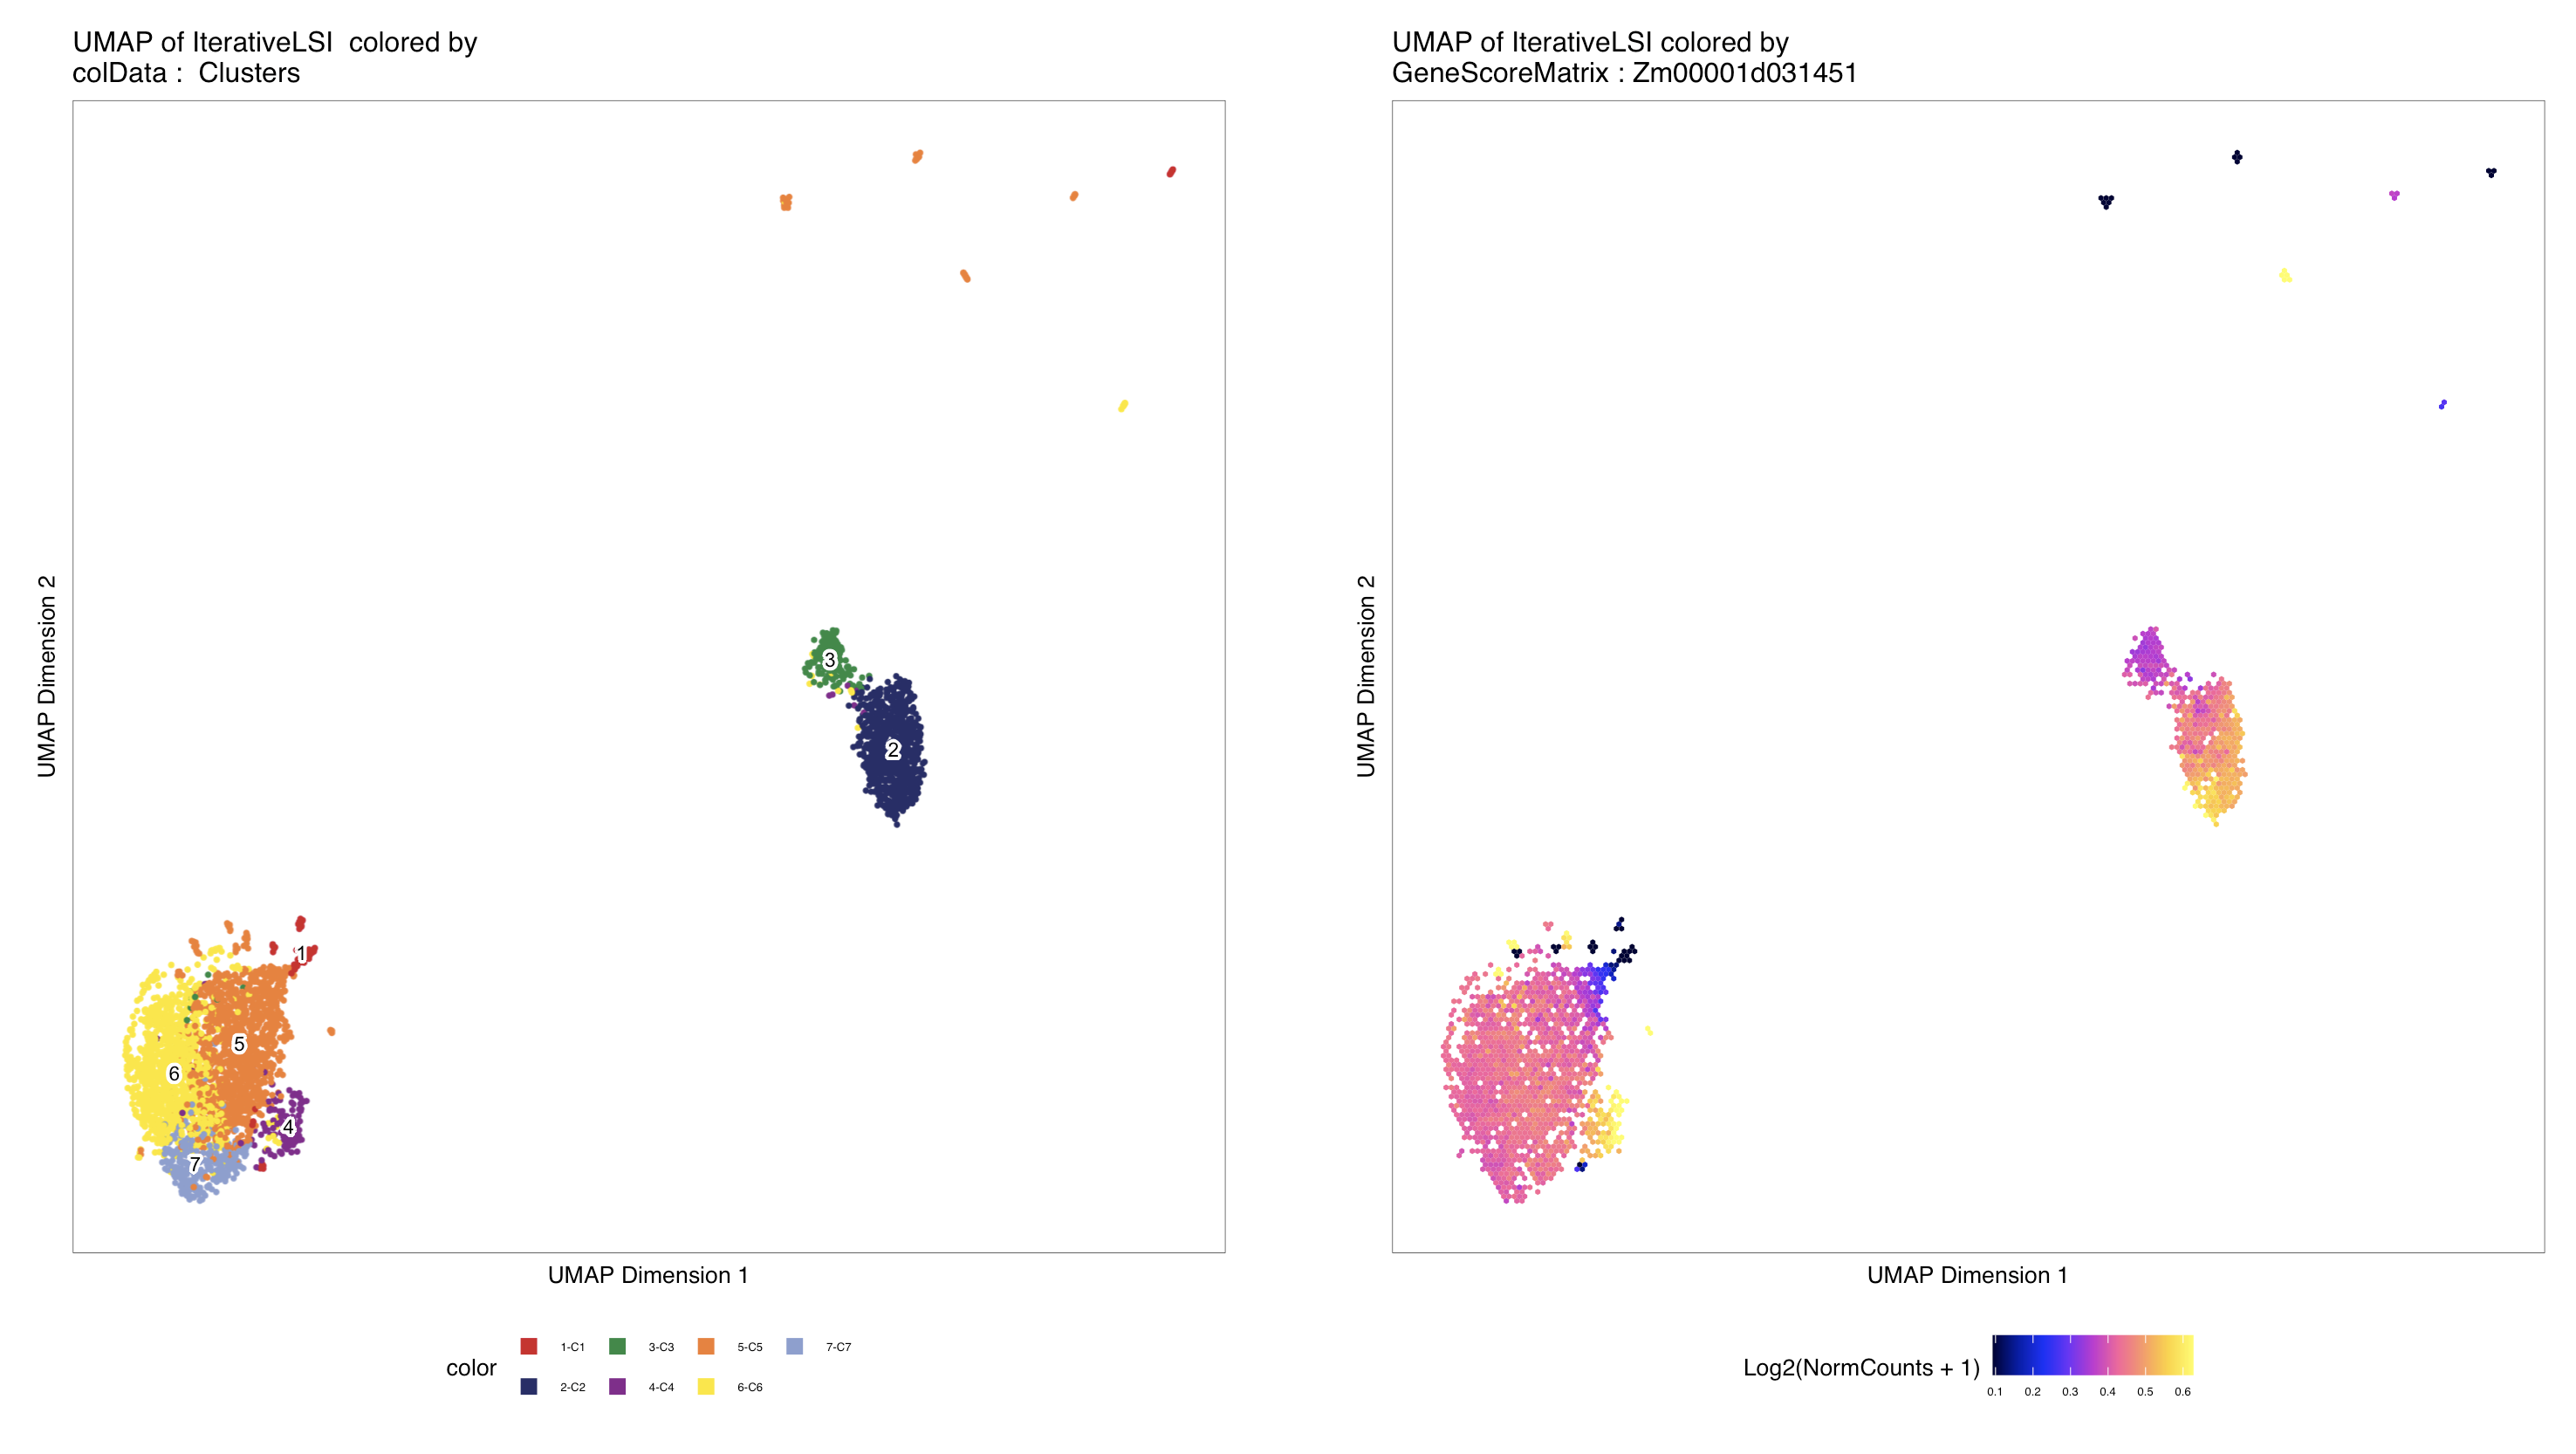 UMAP of IterativeLSI  colored by
colData :  Clusters
UMAP Dimension 2
3
2
1
5
6
4
7
UMAP Dimension 1
color
1-C1
3-C3
5-C5
7-C7
2-C2
4-C4
6-C6
UMAP of IterativeLSI colored by
GeneScoreMatrix : Zm00001d031451
UMAP Dimension 2
UMAP Dimension 1
Log2(NormCounts + 1)
0.1 0.2 0.3 0.4 0.5 0.6